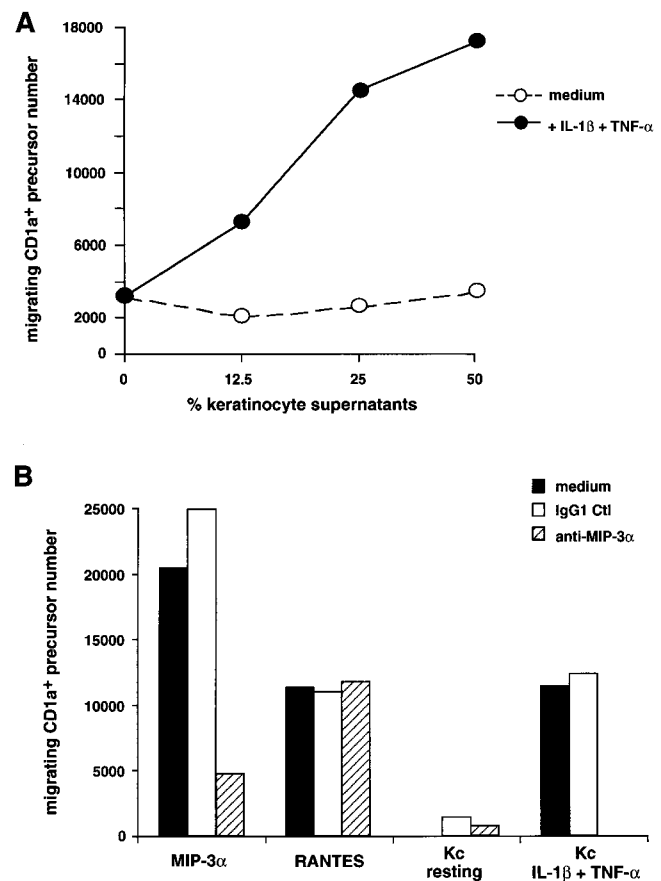 A
18000
14000
10000
6000
2000
0
migrating CD1a+ precursor number
0 12.5 25 50
% keratinocyte supernatants
medium
+ IL-1β + TNF-α
B
medium
IgG1 Ctl
anti-MIP-3α
25000
20000
15000
10000
5000
0
migrating CD1a+ precursor number
MIP-3α RANTES Kc Kc
resting IL-1β + TNF-α